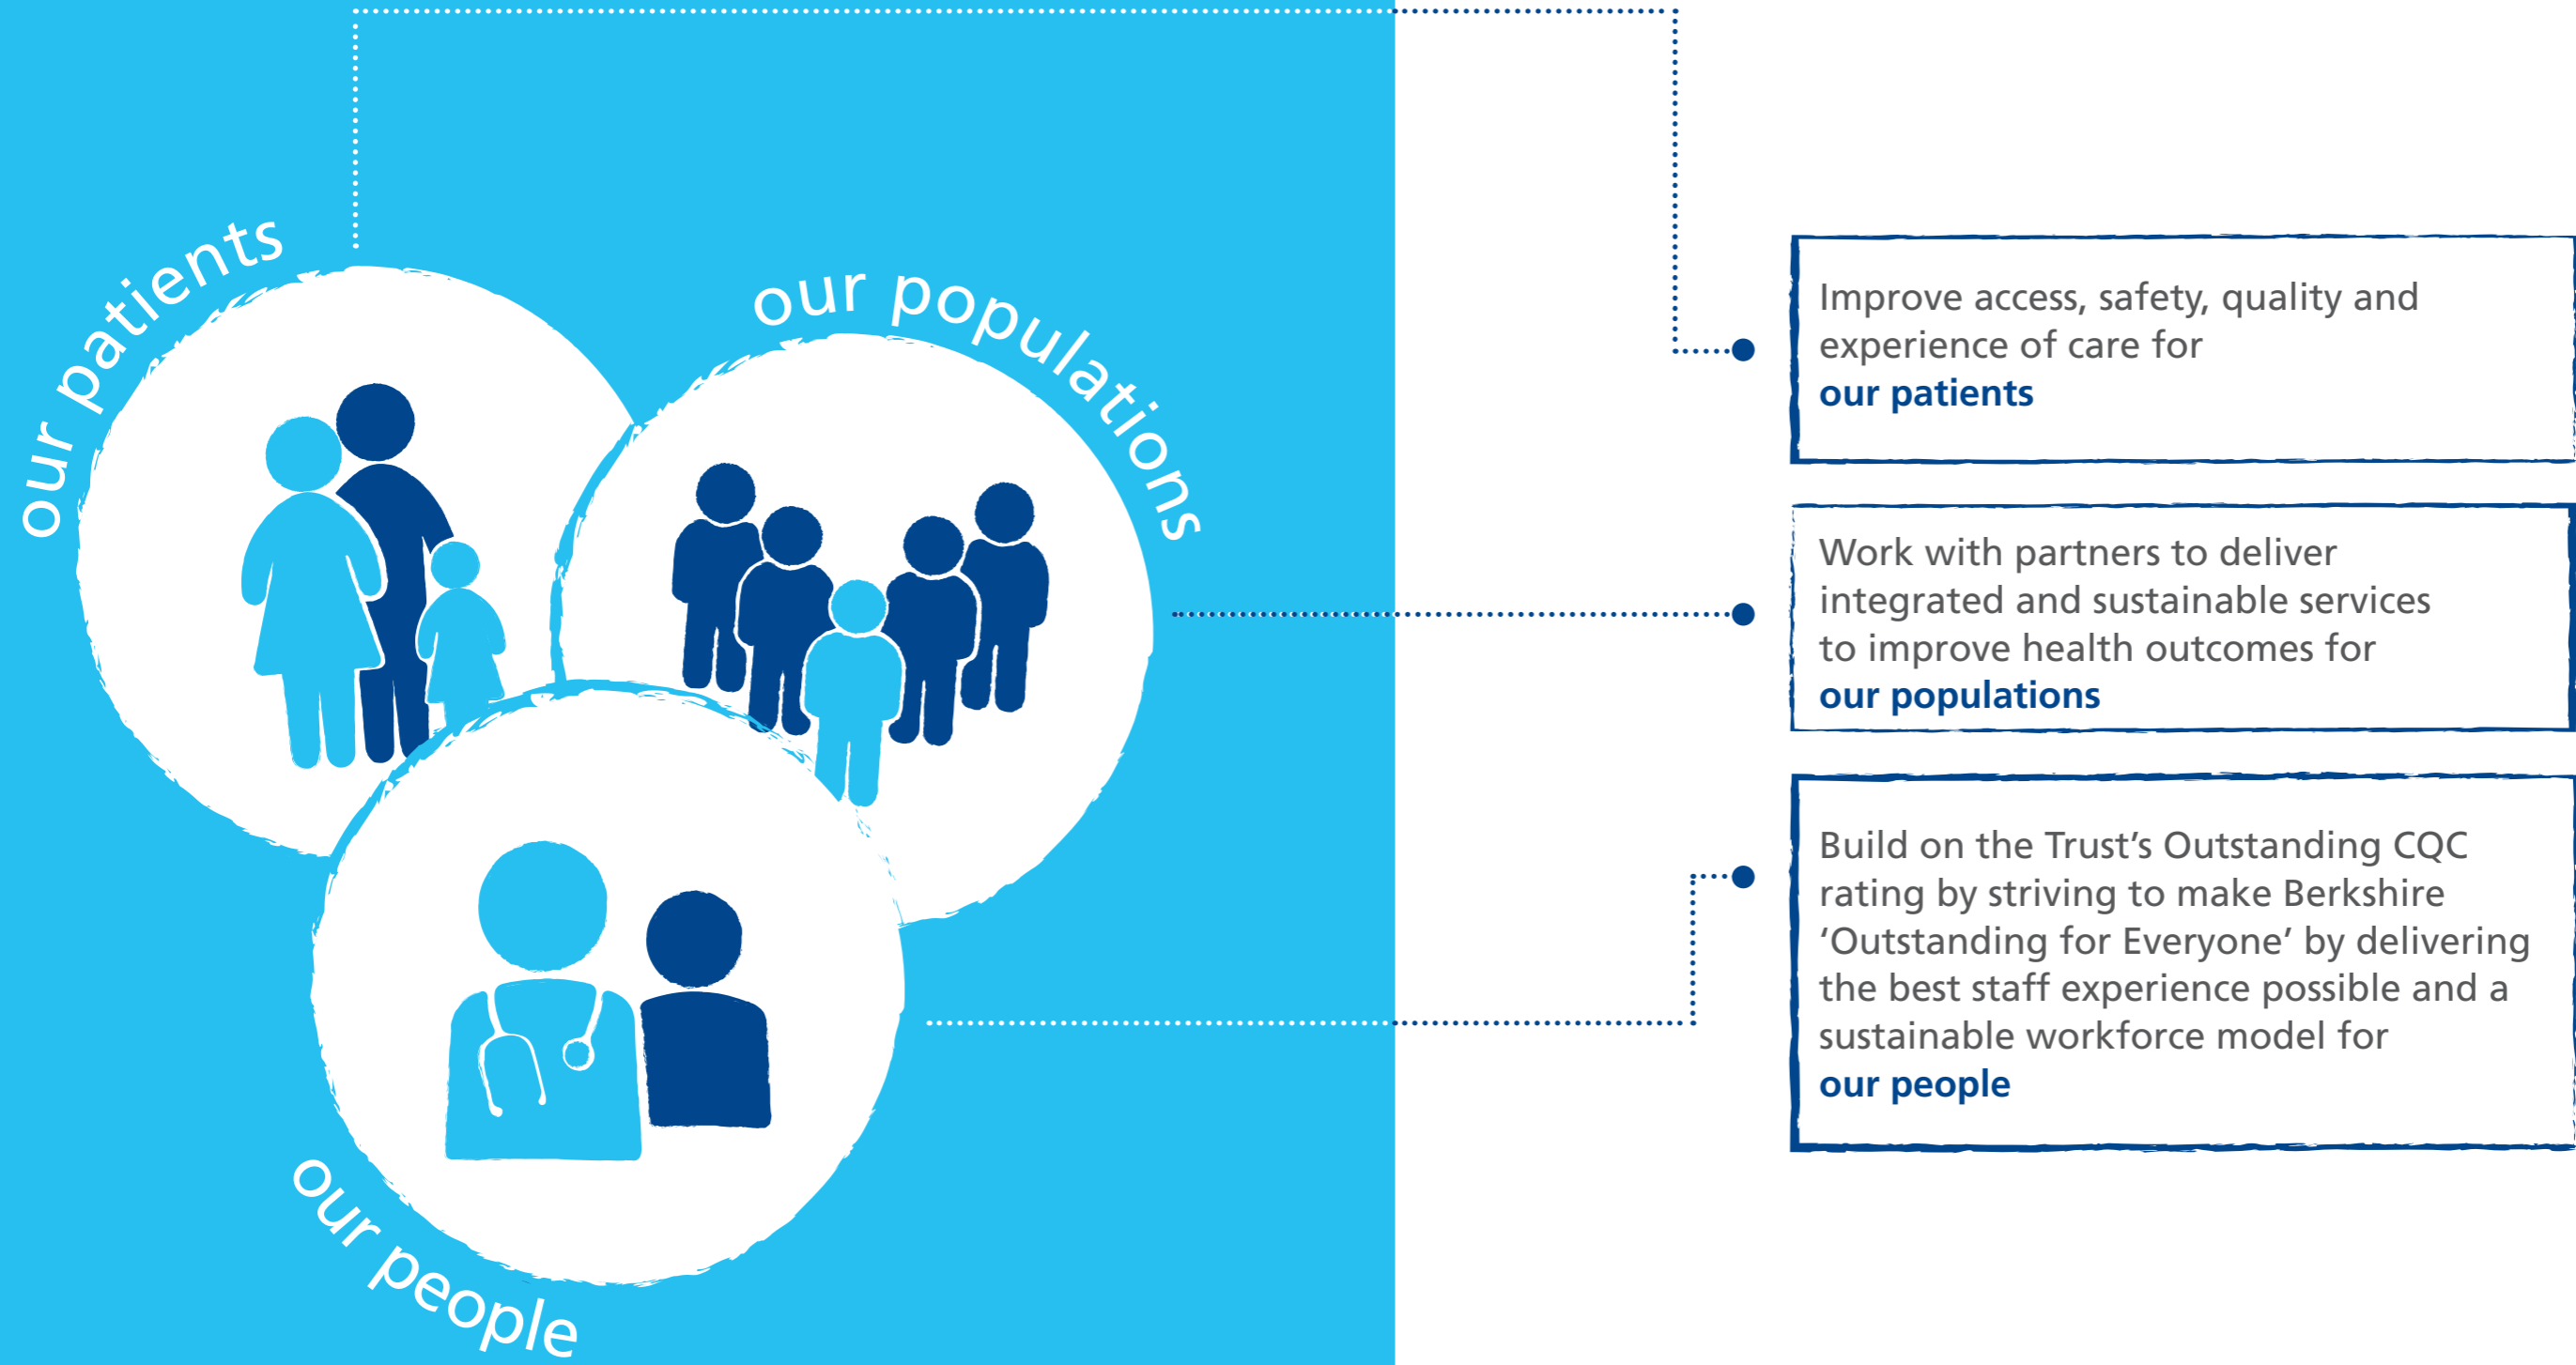 our patients
our populations
our people
Improve access, safety, quality and
experience of care for
our patients
Work with partners to deliver
integrated and sustainable services
to improve health outcomes for
our populations
Build on the Trust’s Outstanding CQC
rating by striving to make Berkshire
‘Outstanding for Everyone’ by delivering
the best staff experience possible and a
sustainable workforce model for
our people